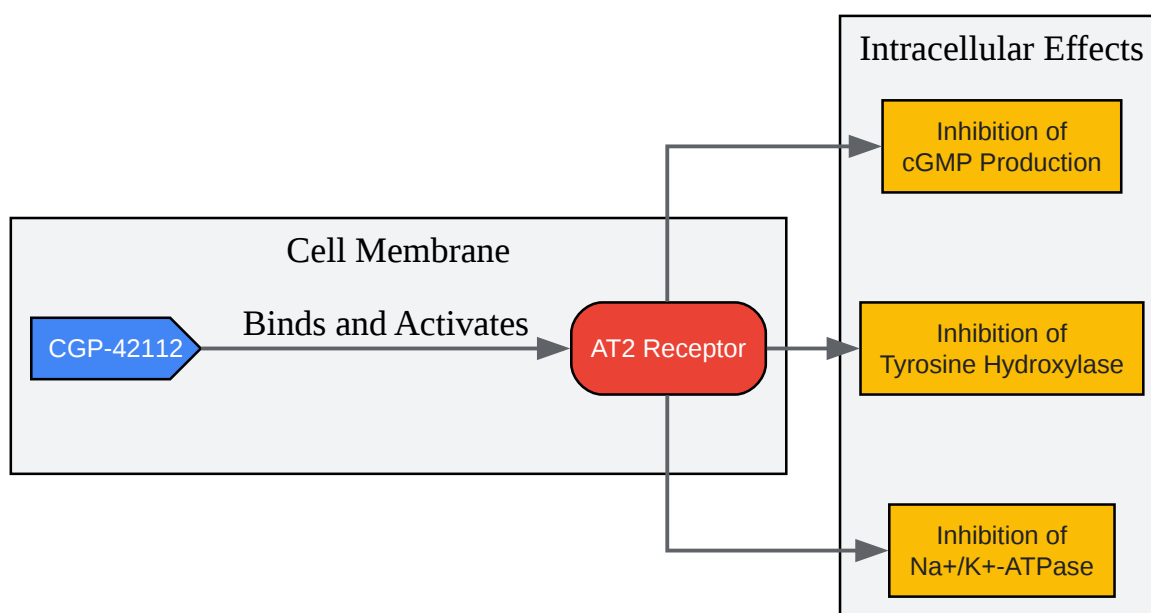 Intracellular Effects
Inhibition of
cGMP Production
Cell Membrane
Binds and Activates
CGP-42112
AT2 Receptor
Inhibition of
Tyrosine Hydroxylase
Inhibition of
Na+/K+-ATPase